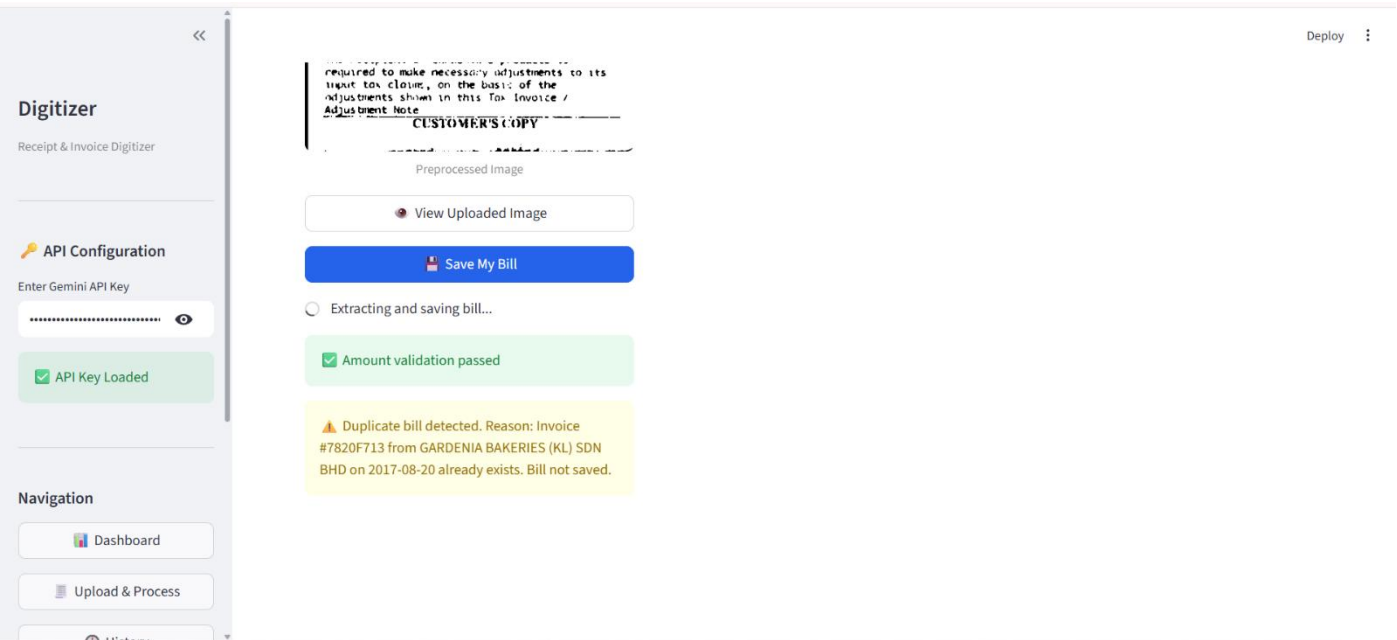 Deploy
Digitizer
Receipt & Invoice Digitizer
🔑 API Configuration
Enter Gemini API Key
✅ API Key Loaded
Navigation
📊 Dashboard
🧾 Upload & Process
required to make necessary adjustments to its
input tax claims, on the basis of the
adjustments shown in this Tax Invoice /
Adjustment Note
CUSTOMER'S COPY
Preprocessed Image
👁 View Uploaded Image
💾 Save My Bill
Extracting and saving bill...
✅ Amount validation passed
⚠️ Duplicate bill detected. Reason: Invoice
#7820F713 from GARDENIA BAKERIES (KL) SDN
BHD on 2017-08-20 already exists. Bill not saved.